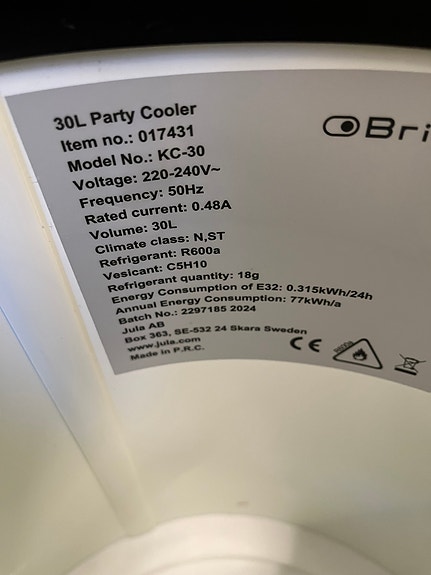 30L Party Cooler
Item no.: 017431
Model No.: KC-30
Voltage: 220-240V~
Frequency: 50Hz
Rated current: 0.48A
Volume: 30L
Climate class: N,ST
Refrigerant: R600a
Vesicant: C5H10
Refrigerant quantity: 18g
Energy Consumption of E32: 0.315kWh/24h
Annual Energy Consumption: 77kWh/a
Batch No.: 2297185 2024
Jula AB
Box 363, SE-532 24 Skara Sweden
www.jula.com
Made in P.R.C.
Bri
CE
R600a